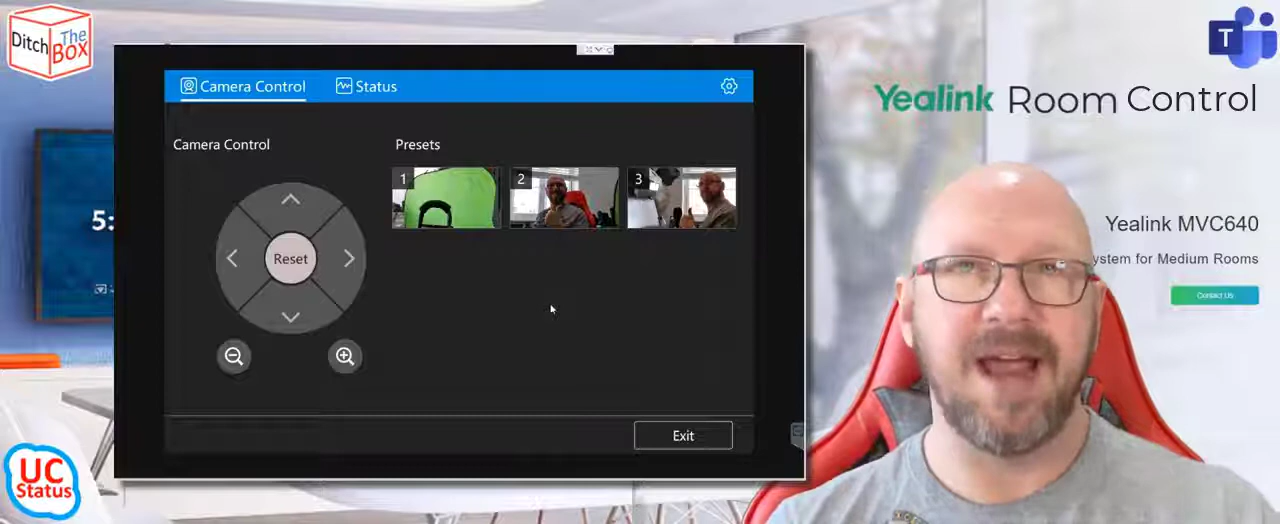 Ditch The BOX
T
Camera Control
Status
Yealink Room Control
Camera Control
Presets
1
2
3
Reset
5:
Yealink MVC640
ystem for Medium Rooms
Contact Us
Exit
UC
Status